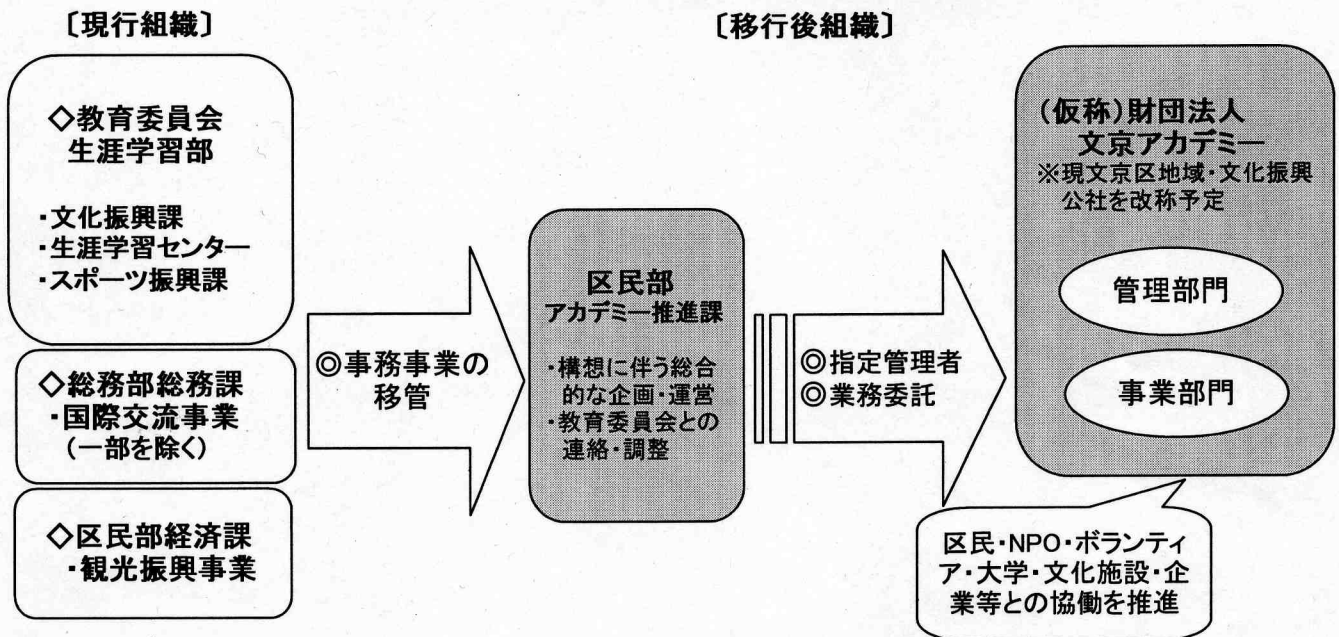 〔現行組織〕
◇教育委員会
生涯学習部
・文化振興課
・生涯学習センター
・スポーツ振興課
◇総務部総務課
・国際交流事業
(一部を除く)
◇区民部経済課
・観光振興事業
◎事務事業の
移管
〔移行後組織〕
区民部
アカデミー推進課
・構想に伴う総合
的な企画・運営
・教育委員会との
連絡・調整
◎指定管理者
◎業務委託
(仮称)財団法人
文京アカデミー
※現文京区地域・文化振興
公社を改称予定
管理部門
事業部門
区民・NPO・ボランティ
ア・大学・文化施設・企
業等との協働を推進